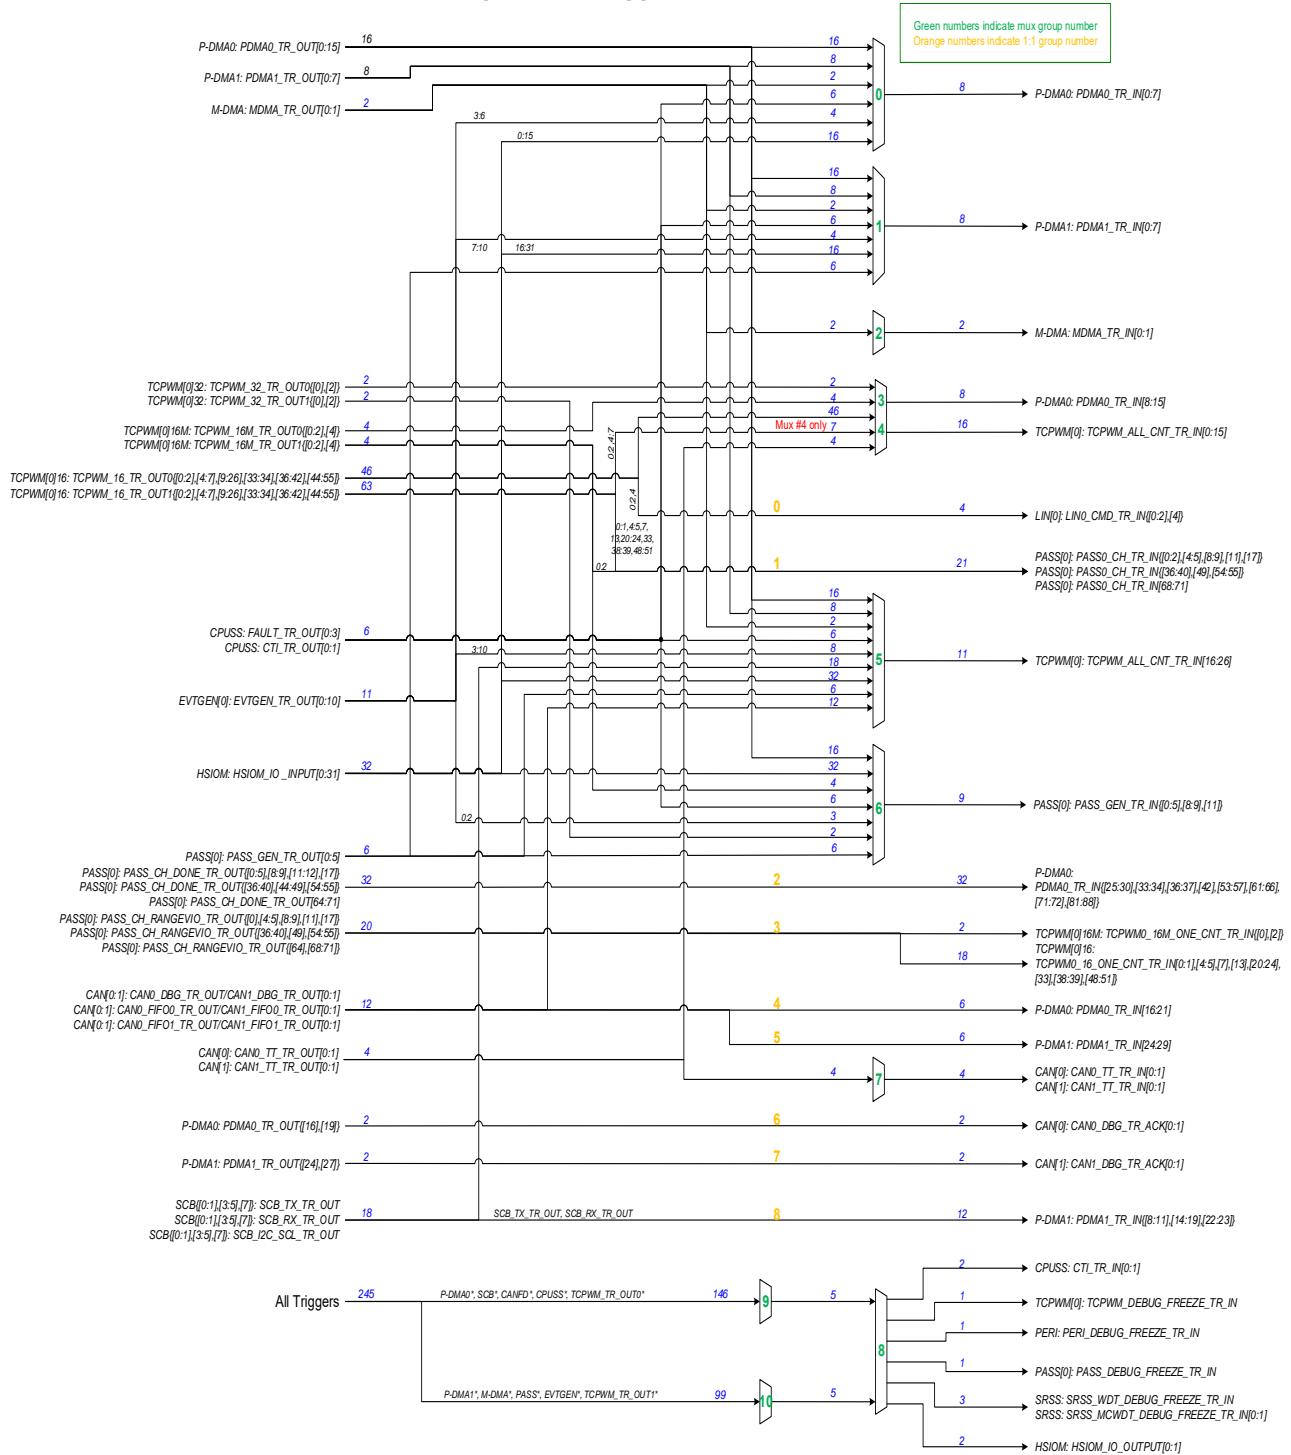 Green numbers indicate mux group number
Orange numbers indicate 1:1 group number
P-DMA0: PDMA0_TR_OUT[0:15] 16
P-DMA1: PDMA1_TR_OUT[0:7] 8
M-DMA: MDMA_TR_OUT[0:1] 2
16
8
2
6
3:6 4
0:15 16
0 8 P-DMA0: PDMA0_TR_IN[0:7]
16
8
2
6
7:10 4
16:31 16
6
1 8 P-DMA1: PDMA1_TR_IN[0:7]
2 2 2 M-DMA: MDMA_TR_IN[0:1]
TCPWM[0]32: TCPWM_32_TR_OUT0{[0],[2]} 2
TCPWM[0]32: TCPWM_32_TR_OUT1{[0],[2]} 2
TCPWM[0]16M: TCPWM_16M_TR_OUT0{[0:2],[4]} 4
TCPWM[0]16M: TCPWM_16M_TR_OUT1{[0:2],[4]} 4
TCPWM[0]16: TCPWM_16_TR_OUT0{[0:2],[4:7],[9:26],[33:34],[36:42],[44:55]} 46
TCPWM[0]16: TCPWM_16_TR_OUT1{[0:2],[4:7],[9:26],[33:34],[36:42],[44:55]} 63
2
4
46
Mux #4 only 7
4
3 8 P-DMA0: PDMA0_TR_IN[8:15]
4 16 TCPWM[0]: TCPWM_ALL_CNT_TR_IN[0:15]
0:2, 4:7
0:2,4
0 4 LIN[0]: LIN0_CMD_TR_IN{[0:2],[4]}
0:1,4:5,7,
13,20:24,33,
38:39,48:51
0:2
1 21
PASS[0]: PASS0_CH_TR_IN{[0:2],[4:5],[8:9],[11],[17]}
PASS[0]: PASS0_CH_TR_IN{[36:40],[49],[54:55]}
PASS[0]: PASS0_CH_TR_IN[68:71]
CPUSS: FAULT_TR_OUT[0:3] 6
CPUSS: CTI_TR_OUT[0:1]
EVTGEN[0]: EVTGEN_TR_OUT[0:10] 11
16
8
2
6
3:10 8
18
32
6
12
5 11 TCPWM[0]: TCPWM_ALL_CNT_TR_IN[16:26]
HSIOM: HSIOM_IO _INPUT[0:31] 32
16
32
4
6
0:2 3
2
6
6 9 PASS[0]: PASS_GEN_TR_IN{[0:5],[8:9],[11]}
PASS[0]: PASS_GEN_TR_OUT[0:5] 6
PASS[0]: PASS_CH_DONE_TR_OUT{[0:5],[8:9],[11:12],[17]}
PASS[0]: PASS_CH_DONE_TR_OUT{[36:40],[44:49],[54:55]} 32
PASS[0]: PASS_CH_DONE_TR_OUT[64:71]
2 32
P-DMA0:
PDMA0_TR_IN{[25:30],[33:34],[36:37],[42],[53:57],[61:66],
[71:72],[81:88]}
PASS[0]: PASS_CH_RANGEVIO_TR_OUT{[0],[4:5],[8:9],[11],[17]}
PASS[0]: PASS_CH_RANGEVIO_TR_OUT{[36:40],[49],[54:55]} 20
PASS[0]: PASS_CH_RANGEVIO_TR_OUT{[64],[68:71]}
3 2 TCPWM[0]16M: TCPWM0_16M_ONE_CNT_TR_IN{[0],[2]}
18
TCPWM[0]16:
TCPWM0_16_ONE_CNT_TR_IN{[0:1],[4:5],[7],[13],[20:24],
[33],[38:39],[48:51]}
CAN[0:1]: CAN0_DBG_TR_OUT/CAN1_DBG_TR_OUT[0:1]
CAN[0:1]: CAN0_FIFO0_TR_OUT/CAN1_FIFO0_TR_OUT[0:1] 12
CAN[0:1]: CAN0_FIFO1_TR_OUT/CAN1_FIFO1_TR_OUT[0:1]
4 6 P-DMA0: PDMA0_TR_IN[16:21]
5 6 P-DMA1: PDMA1_TR_IN[24:29]
CAN[0]: CAN0_TT_TR_OUT[0:1] 4
CAN[1]: CAN1_TT_TR_OUT[0:1]
4 7 4
CAN[0]: CAN0_TT_TR_IN[0:1]
CAN[1]: CAN1_TT_TR_IN[0:1]
P-DMA0: PDMA0_TR_OUT{[16],[19]} 2 6 2 CAN[0]: CAN0_DBG_TR_ACK[0:1]
P-DMA1: PDMA1_TR_OUT{[24],[27]} 2 7 2 CAN[1]: CAN1_DBG_TR_ACK[0:1]
SCB{[0:1],[3:5],[7]}: SCB_TX_TR_OUT
SCB{[0:1],[3:5],[7]}: SCB_RX_TR_OUT 18
SCB{[0:1],[3:5],[7]}: SCB_I2C_SCL_TR_OUT
SCB_TX_TR_OUT, SCB_RX_TR_OUT 8 12 P-DMA1: PDMA1_TR_IN{[8:11],[14:19],[22:23]}
All Triggers 245
P-DMA0*, SCB*, CANFD*, CPUSS*, TCPWM_TR_OUT0* 146 9 5
P-DMA1*, M-DMA*, PASS*, EVTGEN*, TCPWM_TR_OUT1* 99 10 5
8
2 CPUSS: CTI_TR_IN[0:1]
1 TCPWM[0]: TCPWM_DEBUG_FREEZE_TR_IN
1 PERI: PERI_DEBUG_FREEZE_TR_IN
1 PASS[0]: PASS_DEBUG_FREEZE_TR_IN
3 SRSS: SRSS_WDT_DEBUG_FREEZE_TR_IN
SRSS: SRSS_MCWDT_DEBUG_FREEZE_TR_IN[0:1]
2 HSIOM: HSIOM_IO_OUTPUT[0:1]